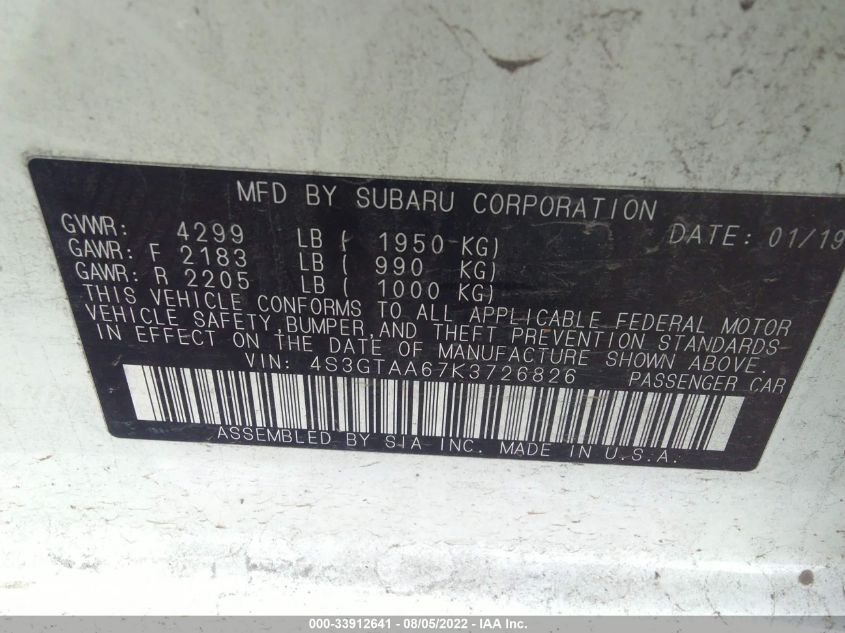 MFD BY SUBARU CORPORATION
GVWR: 4299 LB ( 1950 KG) DATE: 01/19
GAWR: F 2183 LB ( 990 KG)
GAWR: R 2205 LB ( 1000 KG)
THIS VEHICLE CONFORMS TO ALL APPLICABLE FEDERAL MOTOR
VEHICLE SAFETY, BUMPER, AND THEFT PREVENTION STANDARDS
IN EFFECT ON THE DATE OF MANUFACTURE SHOWN ABOVE.
VIN: 4S3GTAA67K3726826 PASSENGER CAR
ASSEMBLED BY SIA INC. MADE IN U.S.A.
000-33912641 - 08/05/2022 - IAA Inc.